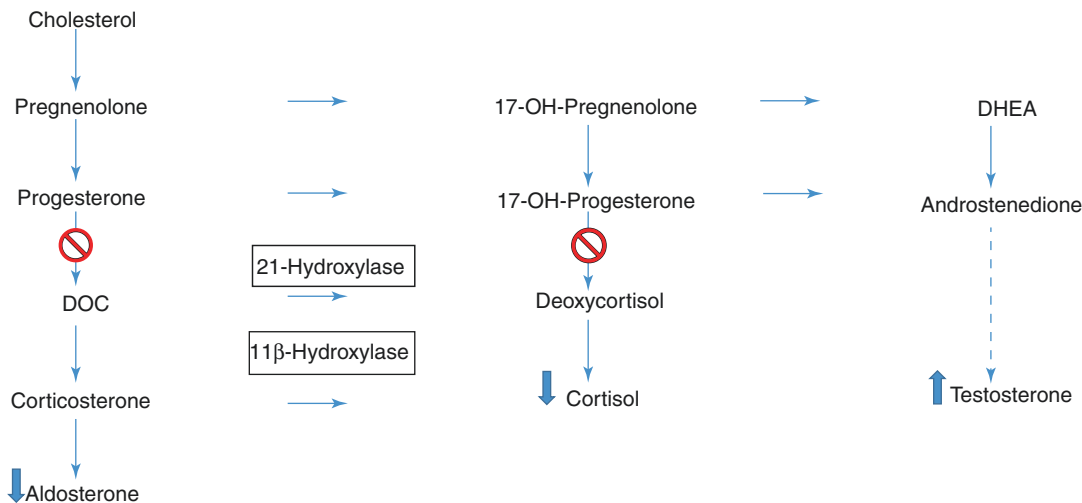 Cholesterol
Pregnenolone
17-OH-Pregnenolone
DHEA
Progesterone
17-OH-Progesterone
Androstenedione
21-Hydroxylase
DOC
Deoxycortisol
11β-Hydroxylase
Corticosterone
Cortisol
Testosterone
Aldosterone